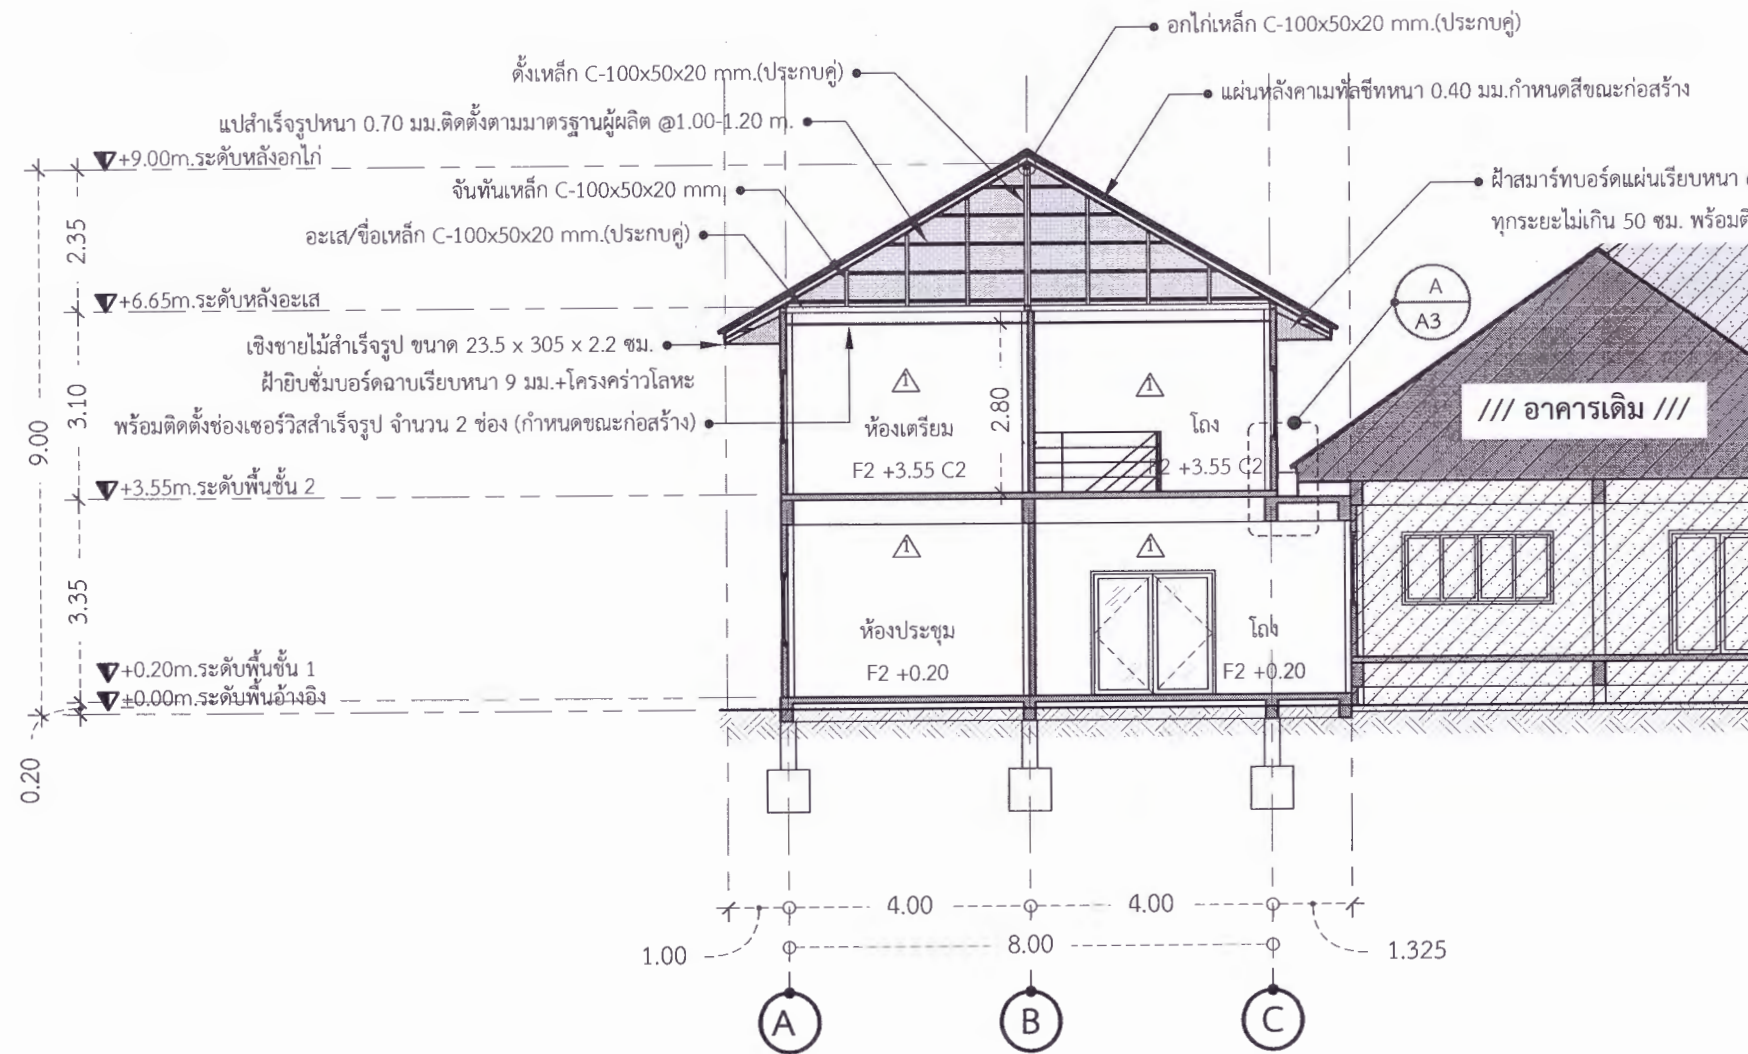 อกไก่เหล็ก C-100x50x20 mm.(ประกบคู่)
ดั้งเหล็ก C-100x50x20 mm.(ประกบคู่)
แผ่นหลังคาเมทัลชีทหนา 0.40 มม.กำหนดสีขณะก่อสร้าง
แปสำเร็จรูปหนา 0.70 มม.ติดตั้งตามมาตรฐานผู้ผลิต @1.00-1.20 m.
+9.00m.ระดับหลังอกไก่
จันทันเหล็ก C-100x50x20 mm.
ฝ้าสมาร์ทบอร์ดแผ่นเรียบหนา
ทุกระยะไม่เกิน 50 ซม. พร้อมติ
อะเส/ขื่อเหล็ก C-100x50x20 mm.(ประกบคู่)
2.35
+6.65m.ระดับหลังอะเส
A
A3
เชิงชายไม้สำเร็จรูป ขนาด 23.5 x 305 x 2.2 ซม.
ฝ้ายิบซั่มบอร์ดฉาบเรียบหนา 9 มม.+โครงคร่าวโลหะ
พร้อมติดตั้งช่องเซอร์วิสสำเร็จรูป จำนวน 2 ช่อง (กำหนดขณะก่อสร้าง)
9.00
3.10
2.80
1
1
/// อาคารเดิม ///
ห้องเตรียม
โถง
F2 +3.55 C2
F2 +3.55 C2
+3.55m.ระดับพื้นชั้น 2
1
1
3.35
ห้องประชุม
โถง
F2 +0.20
F2 +0.20
+0.20m.ระดับพื้นชั้น 1
±0.00m.ระดับพื้นอ้างอิง
0.20
4.00
4.00
1.00
8.00
1.325
A
B
C